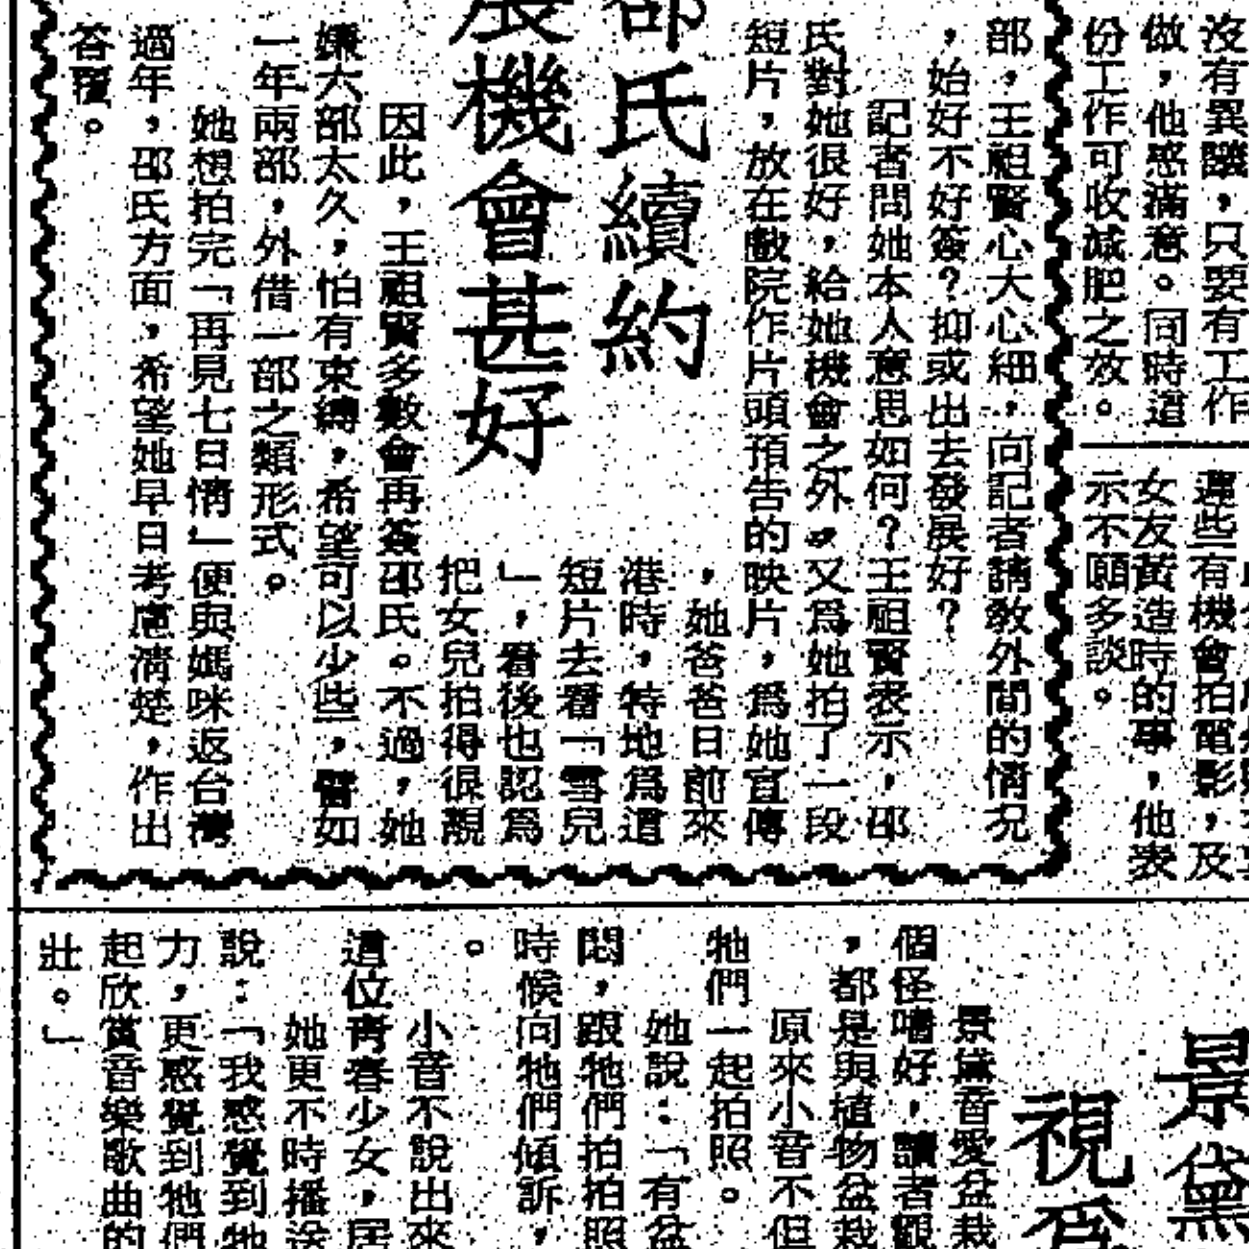 沒有異議，只要有工作
做，他感滿意。同時這
份工作可收減肥之效。
這些有機會拍電影，及
女友黃造時的事，他表
示不願多談。
部，王祖賢心大心細，向記者請教外間的情況
，始好不好簽？抑或出去發展好？
記者問她本人意思如何？王祖賢表示，邵
氏對她很好，給她機會之外，又爲她拍了一段
短片，放在戲院作片頭預告的映片，爲她宣傳
，她爸爸日前來
港時，特地爲這
短片去看「雪兒
」，看後也認爲
把女兒拍得很靚
邵氏續約
展機會甚好
因此，王祖賢多數會再簽邵氏。不過，她
嫌六部太久，怕有束縛，希望可以少些，譬如
一年兩部，外借一部之類形式。
她想拍完「再見七日情」便與媽咪返台灣
過年，邵氏方面，希望她早日考慮清楚，作出
答覆。
景黛
視盆
景黛音愛盆栽
個怪嗜好，讀者觀
，都是與植物盆栽
原來小音不但
牠們一起拍照。
她說：「有盆
悶，跟牠們拍拍照
時候向牠們傾訴，
。
小音不說出來
這位青春少女，居
她更不時播送
說：「我感覺到牠
力，更感覺到牠們
起欣賞音樂歌曲的
壯。」